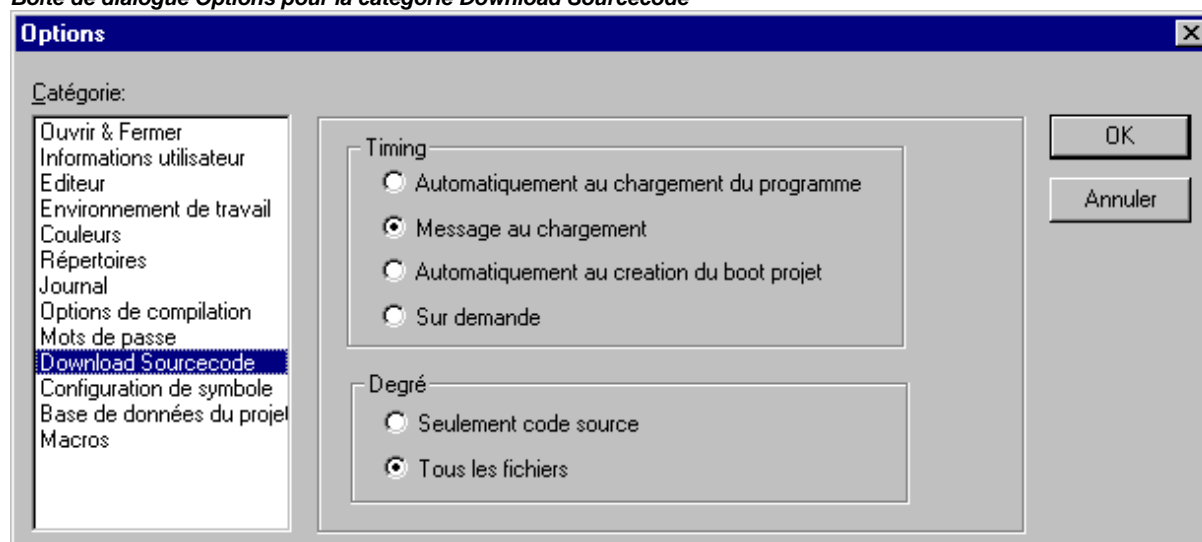 Boîte de dialogue Options pour la catégorie Download Sourcecode
Options
Catégorie:
Ouvrir & Fermer
Informations utilisateur
Editeur
Environnement de travail
Couleurs
Répertoires
Journal
Options de compilation
Mots de passe
Download Sourcecode
Configuration de symbole
Base de données du projet
Macros
Timing
Automatiquement au chargement du programme
Message au chargement
Automatiquement au creation du boot projet
Sur demande
Degré
Seulement code source
Tous les fichiers
OK
Annuler